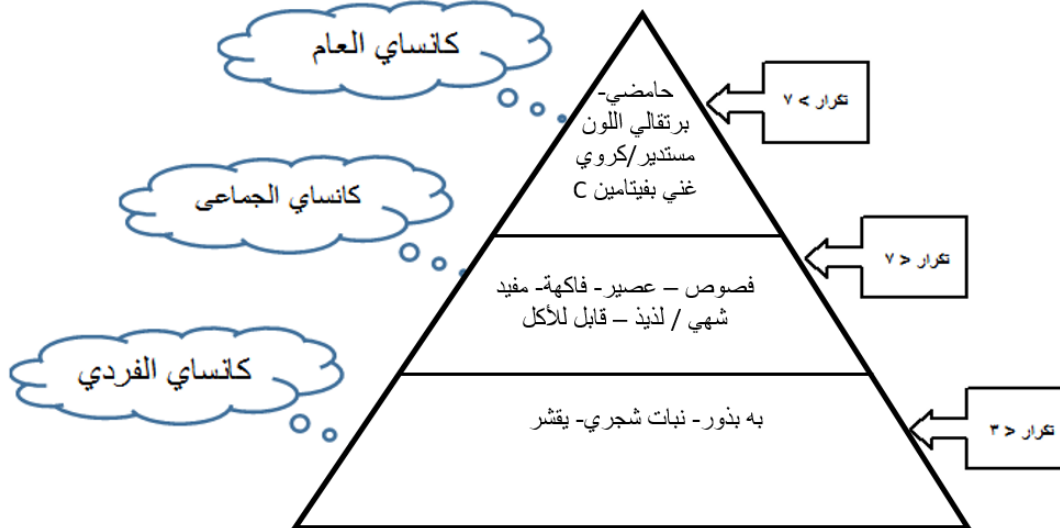 كانساي العام
حامضي-
برتقالي اللون
مستدير/كروي
غني بفيتامين C
تكرار > ٧
كانساي الجماعى
فصوص – عصير- فاكهة- مفيد
شهي / لذيذ – قابل للأكل
تكرار < ٧
كانساي الفردي
به بذور- نبات شجري- يقشر
تكرار < ٣